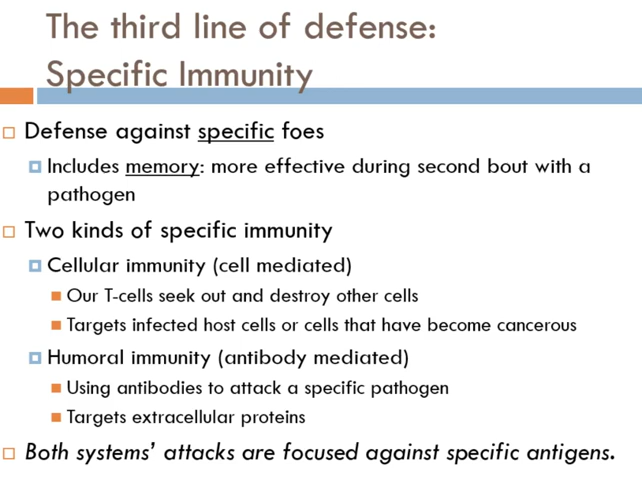 The third line of defense:
Specific Immunity
Defense against specific foes
Includes memory: more effective during second bout with a
pathogen
Two kinds of specific immunity
Cellular immunity (cell mediated)
Our T-cells seek out and destroy other cells
Targets infected host cells or cells that have become cancerous
Humoral immunity (antibody mediated)
Using antibodies to attack a specific pathogen
Targets extracellular proteins
Both systems' attacks are focused against specific antigens.